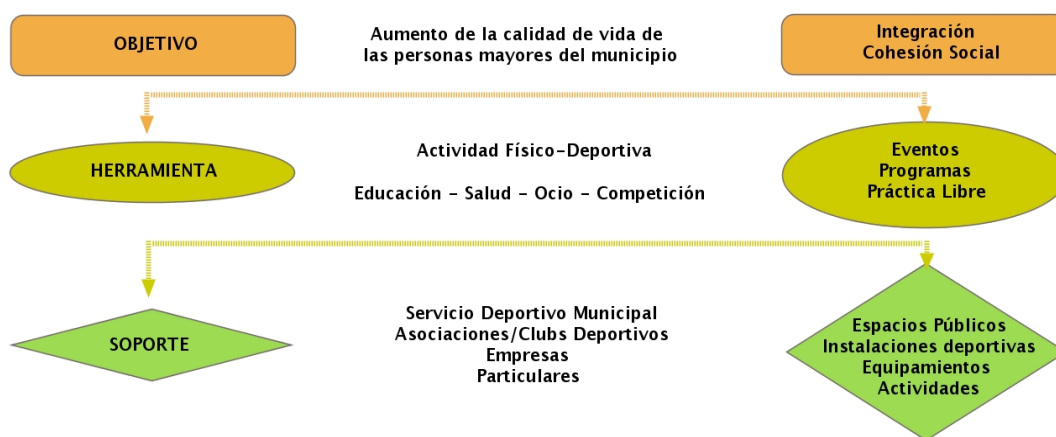 OBJETIVO
Aumento de la calidad de vida de
las personas mayores del municipio
Integración
Cohesión Social
HERRAMIENTA
Actividad Físico-Deportiva
Educación - Salud - Ocio - Competición
Eventos
Programas
Práctica Libre
SOPORTE
Servicio Deportivo Municipal
Asociaciones/Clubs Deportivos
Empresas
Particulares
Espacios Públicos
Instalaciones deportivas
Equipamientos
Actividades